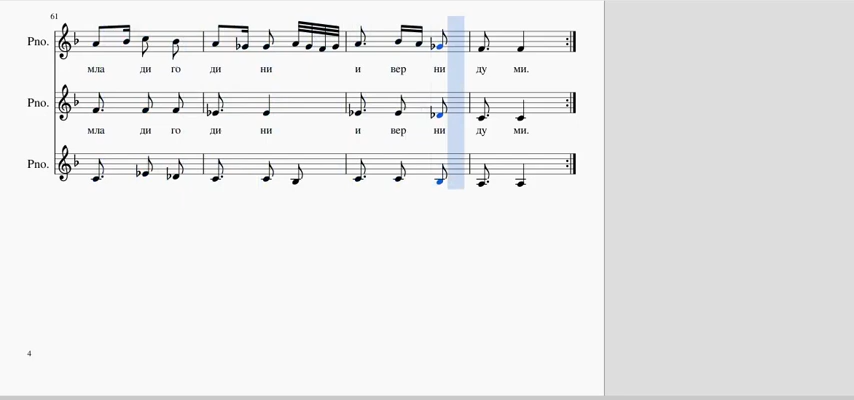 61
Pno.
мла ди го ди ни и вер ни ду ми.
Pno.
мла ди го ди ни и вер ни ду ми.
Pno.
4